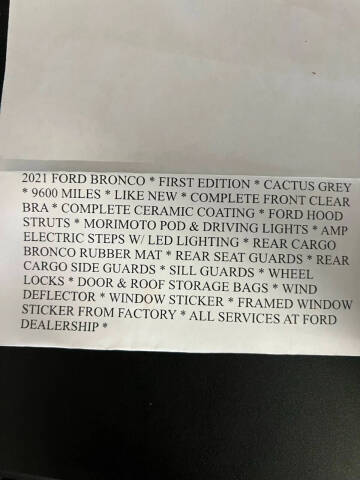 2021 FORD BRONCO * FIRST EDITION * CACTUS GREY
* 9600 MILES * LIKE NEW * COMPLETE FRONT CLEAR
BRA * COMPLETE CERAMIC COATING * FORD HOOD
STRUTS * MORIMOTO POD & DRIVING LIGHTS * AMP
ELECTRIC STEPS W/ LED LIGHTING * REAR CARGO
BRONCO RUBBER MAT * REAR SEAT GUARDS * REAR
CARGO SIDE GUARDS * SILL GUARDS * WHEEL
LOCKS * DOOR & ROOF STORAGE BAGS * WIND
DEFLECTOR * WINDOW STICKER * FRAMED WINDOW
STICKER FROM FACTORY * ALL SERVICES AT FORD
DEALERSHIP *